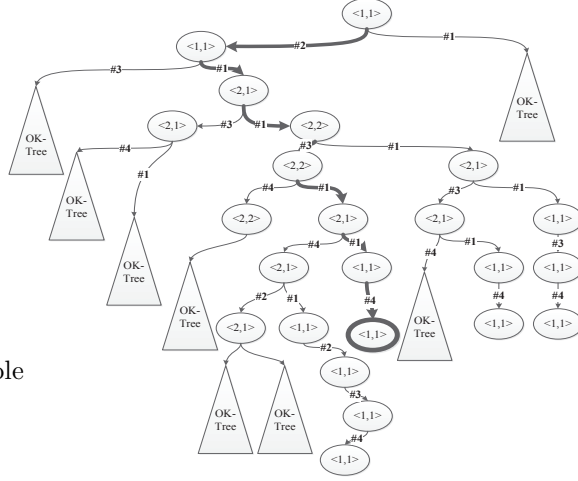 <1,1>
<1,1>
#2
#1
#3
#1
<2,1>
OK-
Tree
OK-
Tree
<2,1>
#3
#1
<2,2>
#4
#1
#3
#1
OK-
Tree
<2,2>
<2,1>
#4
#1
#3
#1
OK-
Tree
<2,2>
<2,1>
<2,1>
<1,1>
#4
#1
#4
#1
#3
<2,1>
<1,1>
<1,1>
<1,1>
OK-
Tree
#2
#1
#4
OK-
Tree
#4
#4
<2,1>
<1,1>
<1,1>
<1,1>
<1,1>
#2
ole
<1,1>
OK-
Tree
OK-
Tree
#3
<1,1>
#4
<1,1>